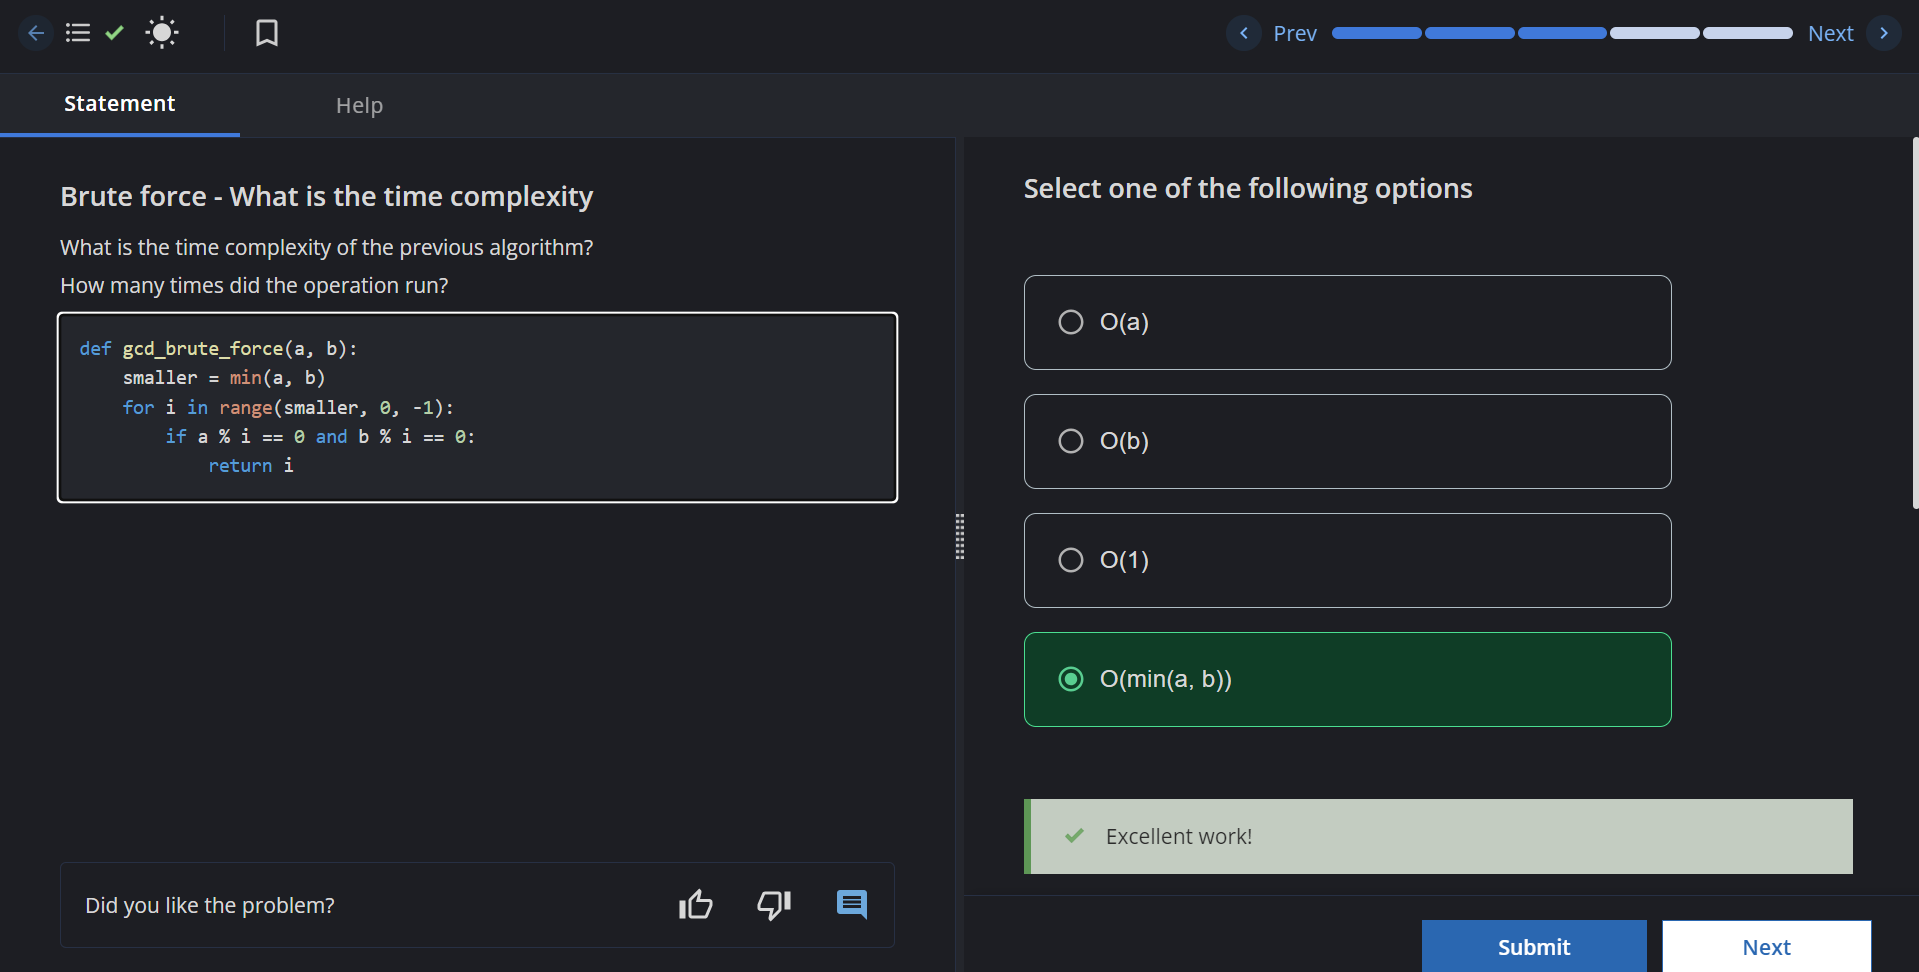 Prev
Next
Statement
Help
Brute force - What is the time complexity
What is the time complexity of the previous algorithm?
How many times did the operation run?
def gcd_brute_force(a, b):
    smaller = min(a, b)
    for i in range(smaller, 0, -1):
        if a % i == 0 and b % i == 0:
            return i
Did you like the problem?
Select one of the following options
O(a)
O(b)
O(1)
O(min(a, b))
Excellent work!
Submit
Next